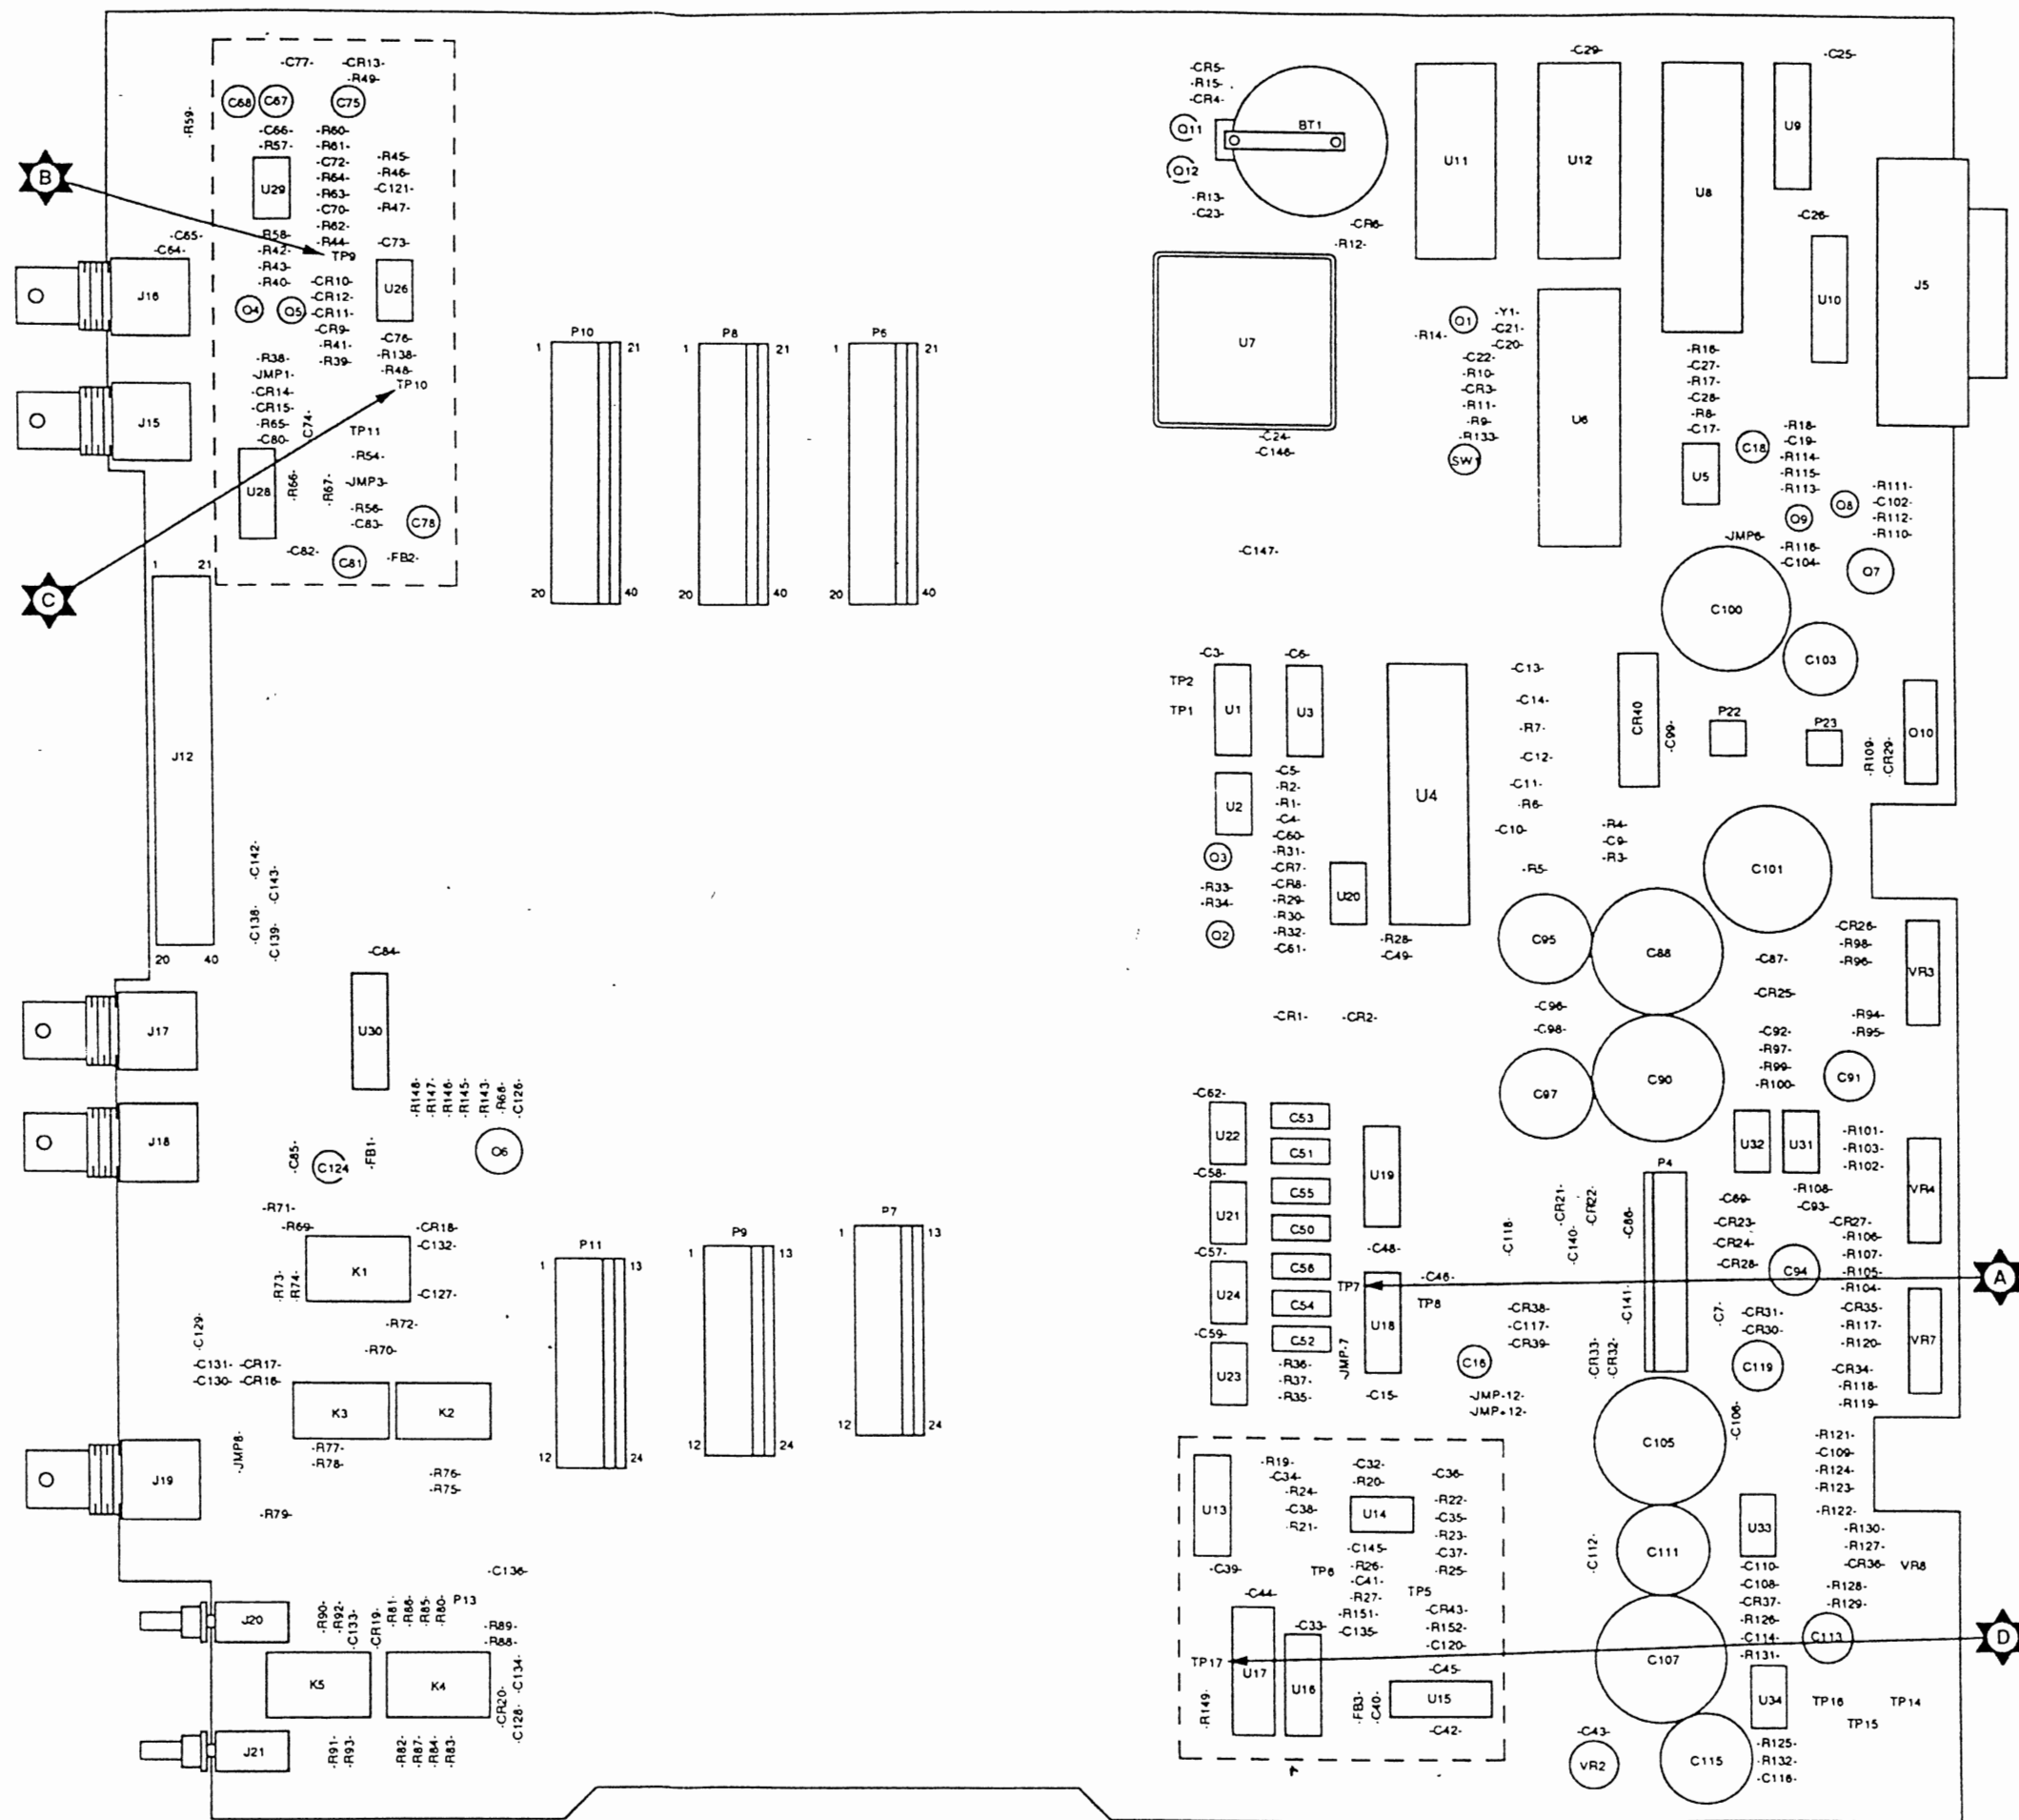 -C77-
-CR13-
-R49-
C68
C67
C75
-R59-
-C66-
-R57-
-R60-
-R61-
-C72-
-R64-
-R63-
-C70-
-R62-
-R44-
TP9
-R45-
-R46-
-C121-
-R47-
U29
B
-C65-
-C64-
-R58-
-R42-
-R43-
-R40-
-C73-
U26
J16
Q4
Q5
-CR10-
-CR12-
-CR11-
-CR9-
-R41-
-R39-
-C76-
-R138-
-R48-
TP10
-R38-
-JMP1-
-CR14-
-CR15-
-R65-
-C80-
-C74-
TP11
-R54-
J15
U28
-R66-
-R67-
-JMP3-
-R56-
-C83-
C78
-C82-
C81
-FB2-
C
1
21
J12
20
40
-C142-
-C143-
-C138-
-C139-
P10
1
21
20
40
P8
1
21
20
40
P6
1
21
20
40
-CR5-
-R15-
-CR4-
Q11
Q12
-R13-
-C23-
BT1
-CR6-
-R12-
U11
-C29-
U12
U8
U9
-C25-
-C26-
U10
J5
U7
-C24-
-C146-
-R14-
Q1
-Y1-
-C21-
-C20-
-C22-
-R10-
-CR3-
-R11-
-R9-
-R133-
SW1
U6
-R16-
-C27-
-R17-
-C28-
-R8-
-C17-
U5
C18
-R18-
-C19-
-R114-
-R115-
-R113-
Q9
Q8
-R111-
-C102-
-R112-
-R110-
-JMP6-
-R116-
-C104-
Q7
-C147-
C100
C103
-C3-
-C6-
TP2
TP1
U1
U3
U2
U4
-C13-
-C14-
-R7-
-C12-
-C11-
-R6-
-C10-
-R5-
CR40
-C99-
P22
P23
-R109-
-CR29-
Q10
-C5-
-R2-
-R1-
-C4-
-C60-
-R31-
-CR7-
-CR8-
-R29-
-R30-
-R32-
-C61-
Q3
-R33-
-R34-
Q2
U20
-R28-
-C49-
-R4-
-C9-
-R3-
C101
C95
C88
-C87-
-CR25-
-CR26-
-R98-
-R96-
VR3
-R94-
-R95-
-CR1-
-CR2-
-C96-
-C98-
C97
C90
-C92-
-R97-
-R99-
-R100-
C91
-C84-
U30
J17
J18
-R148-
-R147-
-R146-
-R145-
-R143-
-R68-
-C126-
-C85-
C124
-FB1-
Q6
-R71-
-R69-
-CR18-
-C132-
K1
-R73-
-R74-
-C127-
-R72-
-R70-
-C129-
-C131-
-CR17-
-C130-
-CR16-
K3
K2
-JMP8-
-R77-
-R78-
-R76-
-R75-
J19
-R79-
P11
1
13
12
24
P9
1
13
12
24
P7
1
13
12
24
-C62-
U22
-C58-
U21
-C57-
U24
-C59-
U23
C53
C51
C55
C50
C56
C54
C52
-R36-
-R37-
-R35-
U19
-C48-
TP7
U18
-C46-
TP8
-JMP-7-
-C15-
C16
-JMP-12-
-JMP+12-
-C118-
-CR21-
-CR22-
-C140-
-C86-
-CR38-
-C117-
-CR39-
-CR33-
-CR32-
-C141-
P4
U32
U31
-R101-
-R103-
-R102-
VR4
-C69-
-CR23-
-CR24-
-CR28-
-R108-
-C93-
C94
-CR27-
-R106-
-R107-
-R105-
-R104-
A
-C7-
-CR31-
-CR30-
C119
-CR35-
-R117-
-R120-
VR7
-CR34-
-R118-
-R119-
C105
-C106-
-R121-
-C109-
-R124-
-R123-
-R122-
U13
-R19-
-C34-
-R24-
-C38-
-R21-
-C32-
-R20-
U14
-C36-
-R22-
-C35-
-R23-
-C37-
-R25-
-C39-
TP6
-C145-
-R26-
-C41-
-R27-
-R151-
-C135-
TP5
-CR43-
-R152-
-C120-
-C44-
-C33-
TP17
U17
U16
-R149-
-FB3-
-C40-
-C45-
U15
-C42-
-C112-
C111
U33
-R130-
-R127-
-CR36-
VR8
-C110-
-C108-
-CR37-
-R126-
-C114-
-R131-
-R128-
-R129-
C113
D
C107
U34
TP16
TP14
TP15
-C43-
VR2
C115
-R125-
-R132-
-C116-
-C136-
J20
-R90-
-R92-
-C133-
-CR19-
-R81-
-R86-
-R85-
-R80-
P13
-R89-
-R88-
K5
K4
-CR20-
-C134-
-C128-
J21
-R91-
-R93-
-R82-
-R87-
-R84-
-R83-